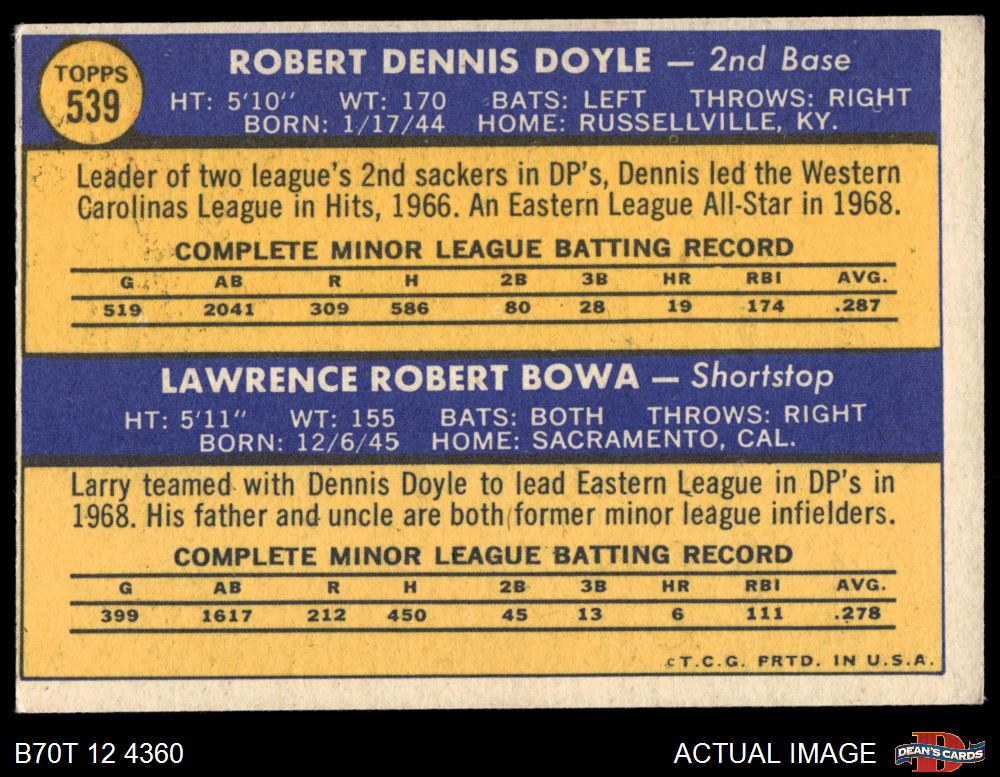 TOPPS
539
ROBERT DENNIS DOYLE — 2nd Base
HT: 5'10" WT: 170 BATS: LEFT THROWS: RIGHT
BORN: 1/17/44 HOME: RUSSELLVILLE, KY.
Leader of two league's 2nd sackers in DP's, Dennis led the Western
Carolinas League in Hits, 1966. An Eastern League All-Star in 1968.
COMPLETE MINOR LEAGUE BATTING RECORD
G AB R H 2B 3B HR RBI AVG.
519 2041 309 586 80 28 19 174 .287
LAWRENCE ROBERT BOWA — Shortstop
HT: 5'11" WT: 155 BATS: BOTH THROWS: RIGHT
BORN: 12/6/45 HOME: SACRAMENTO, CAL.
Larry teamed with Dennis Doyle to lead Eastern League in DP's in
1968. His father and uncle are both former minor league infielders.
COMPLETE MINOR LEAGUE BATTING RECORD
G AB R H 2B 3B HR RBI AVG.
399 1617 212 450 45 13 6 111 .278
©T.C.G. PRTD. IN U.S.A.
B70T 12 4360 ACTUAL IMAGE DEAN'S CARDS